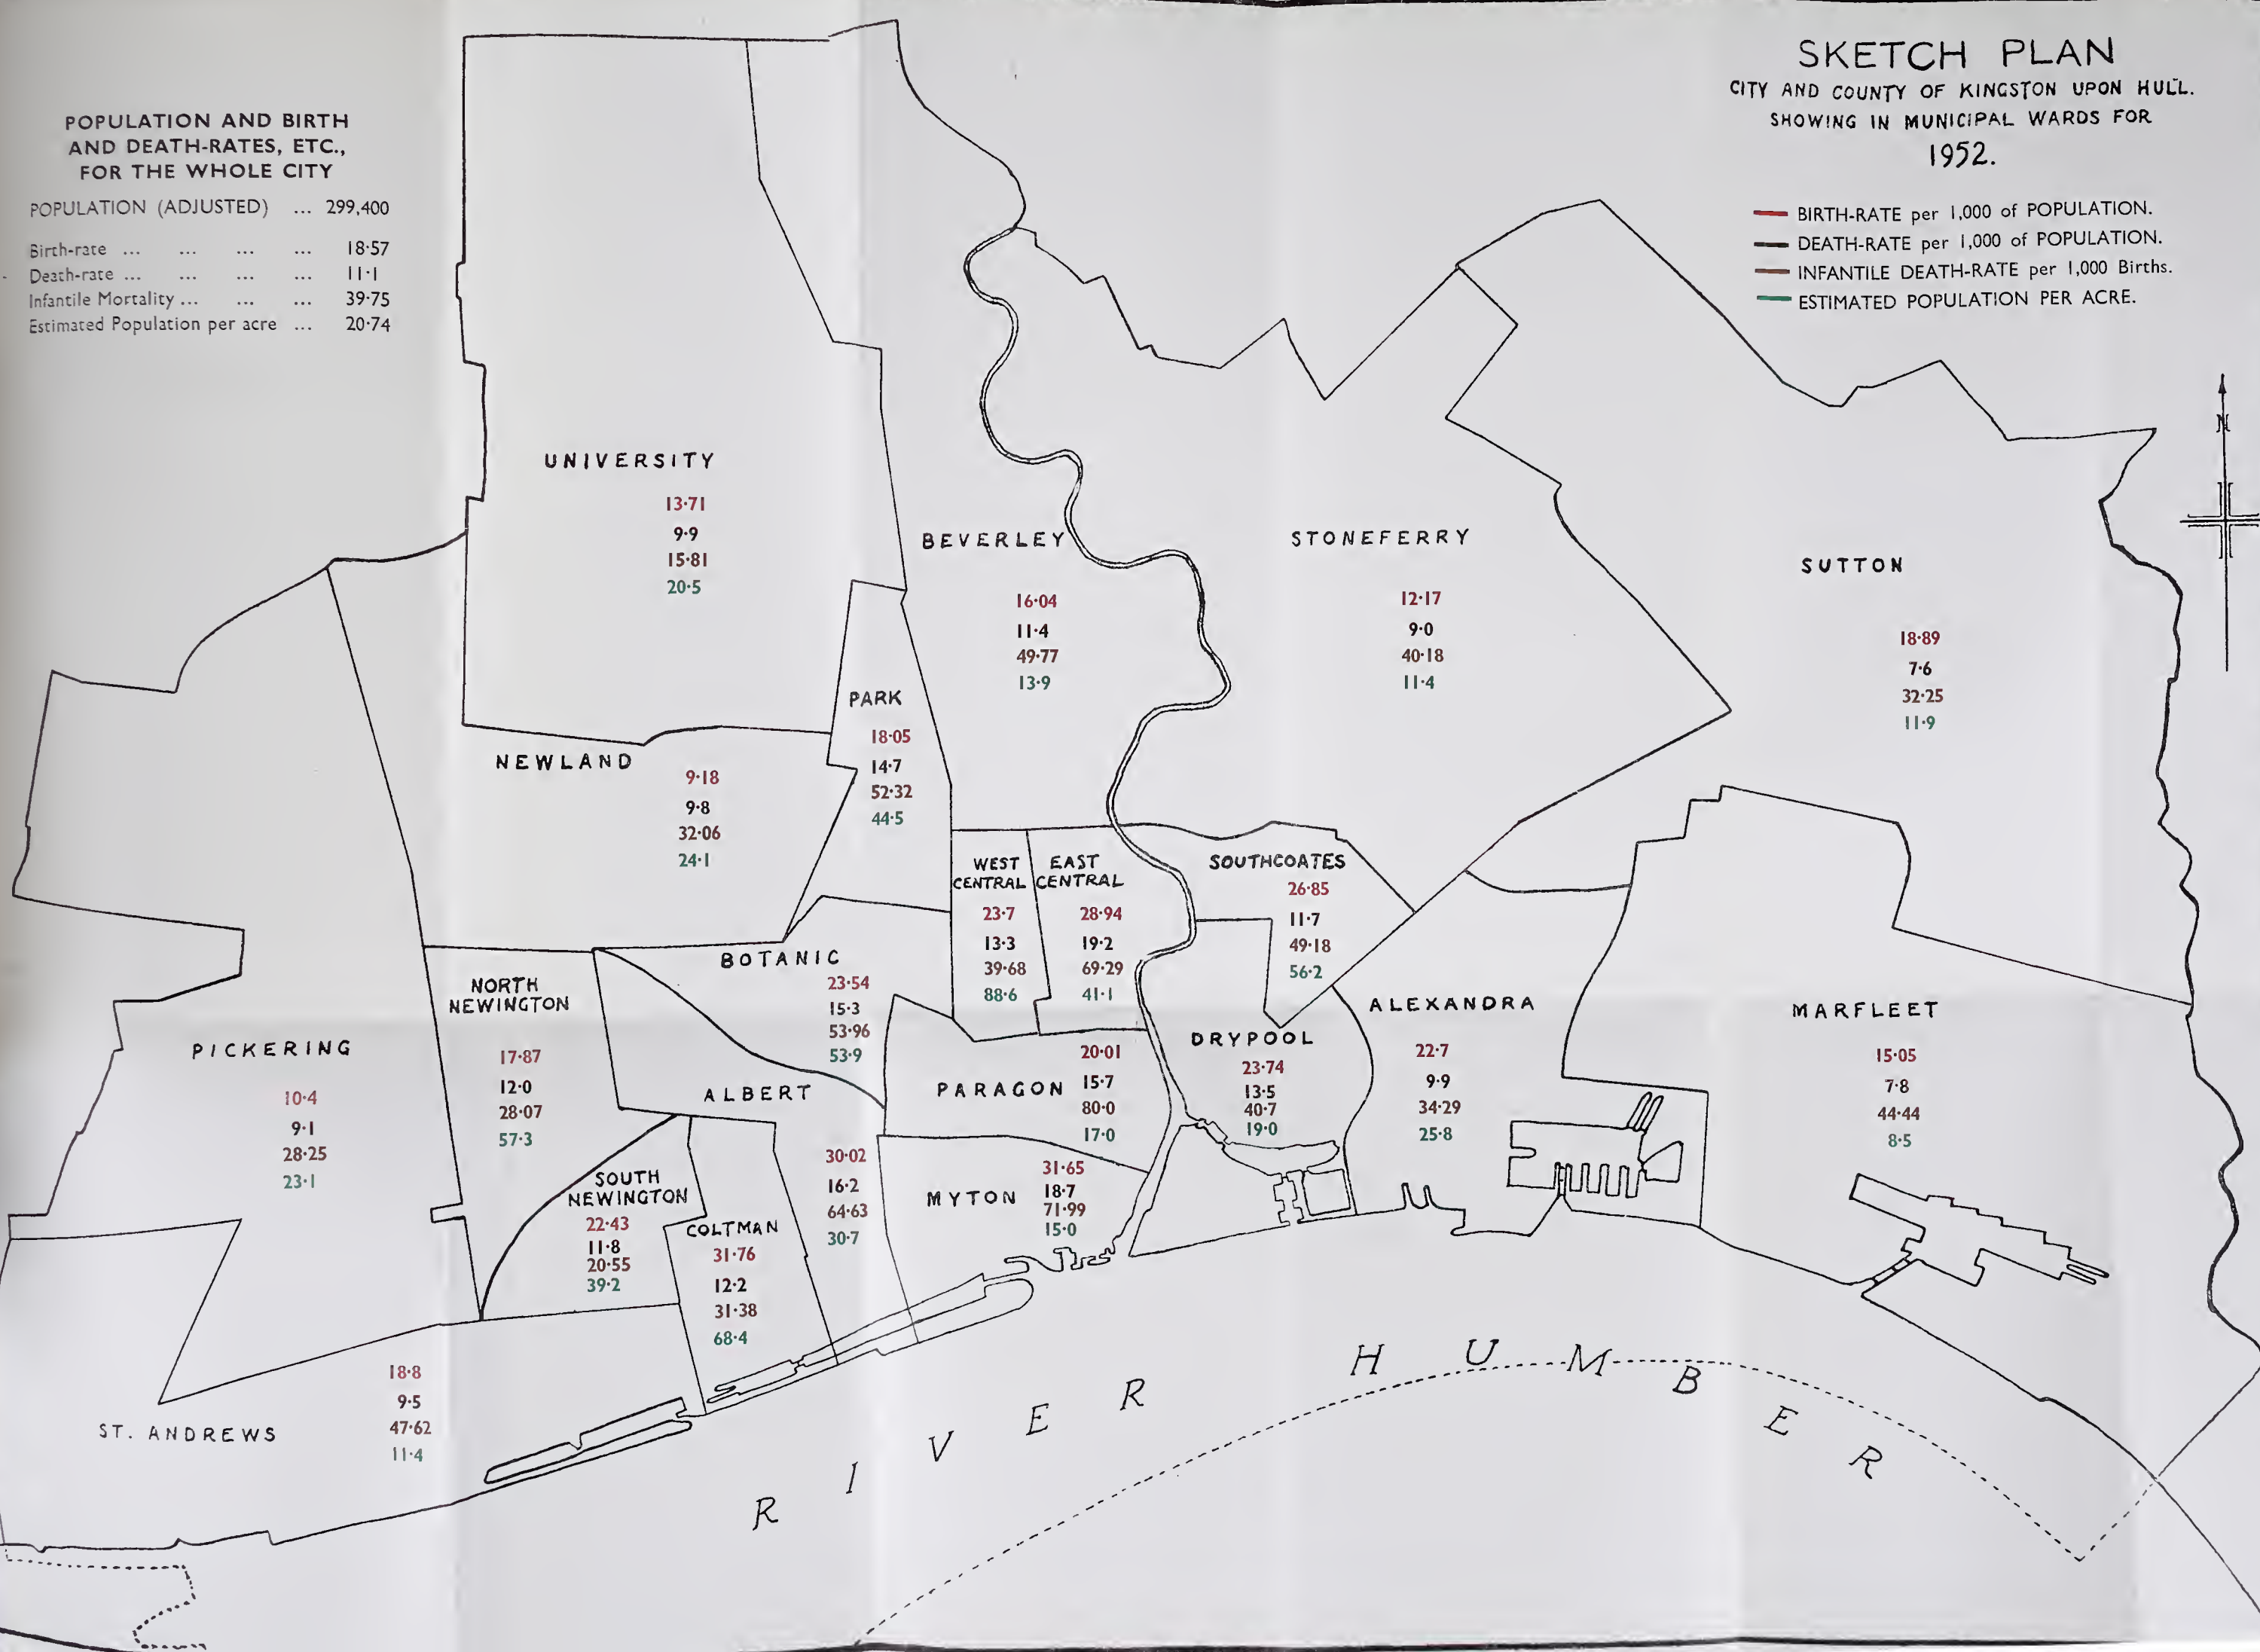 SKETCH PLAN
CITY AND COUNTY OF KINGSTON UPON HULL.
SHOWING IN MUNICIPAL WARDS FOR
1952.
BIRTH-RATE per 1,000 of POPULATION.
DEATH-RATE per 1,000 of POPULATION.
INFANTILE DEATH-RATE per 1,000 Births.
ESTIMATED POPULATION PER ACRE.
POPULATION AND BIRTH
AND DEATH-RATES, ETC.,
FOR THE WHOLE CITY
POPULATION (ADJUSTED) ... 299,400
Birth-rate ... ... ... ... 18·57
Death-rate ... ... ... ... 11·1
Infantile Mortality ... ... ... 39·75
Estimated Population per acre ... 20·74
N
UNIVERSITY
13·71
9·9
15·81
20·5
BEVERLEY
16·04
11·4
49·77
13·9
STONEFERRY
12·17
9·0
40·18
11·4
SUTTON
18·89
7·6
32·25
11·9
PARK
18·05
14·7
52·32
44·5
NEWLAND
9·18
9·8
32·06
24·1
WEST
CENTRAL
23·7
13·3
39·68
88·6
EAST
CENTRAL
28·94
19·2
69·29
41·1
SOUTHCOATES
26·85
11·7
49·18
56·2
BOTANIC
23·54
15·3
53·96
53·9
NORTH
NEWINGTON
17·87
12·0
28·07
57·3
PICKERING
10·4
9·1
28·25
23·1
ALBERT
30·02
16·2
64·63
30·7
PARAGON
20·01
15·7
80·0
17·0
DRYPOOL
23·74
13·5
40·7
19·0
ALEXANDRA
22·7
9·9
34·29
25·8
MARFLEET
15·05
7·8
44·44
8·5
SOUTH
NEWINGTON
22·43
11·8
20·55
39·2
COLTMAN
31·76
12·2
31·38
68·4
MYTON
31·65
18·7
71·99
15·0
ST. ANDREWS
18·8
9·5
47·62
11·4
RIVER HUMBER